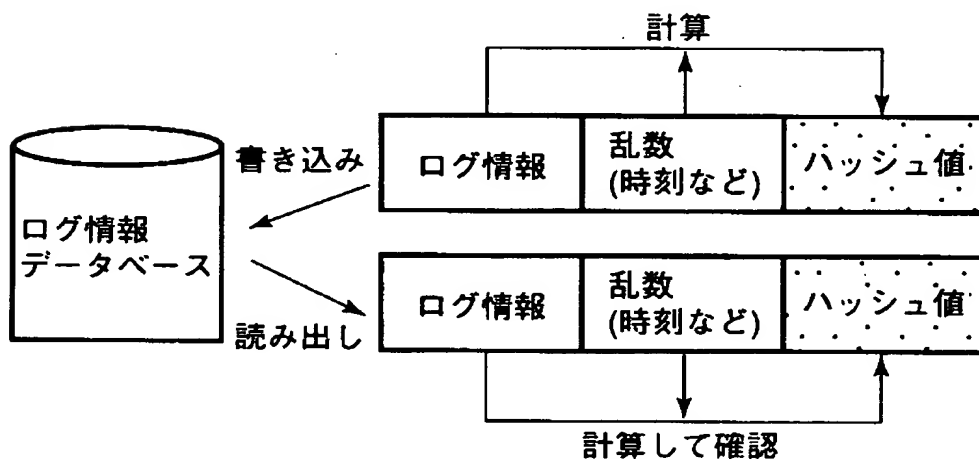 計算
書き込み
ログ情報
乱数
(時刻など)
ハッシュ値
ログ情報
データベース
ログ情報
乱数
(時刻など)
ハッシュ値
読み出し
計算して確認